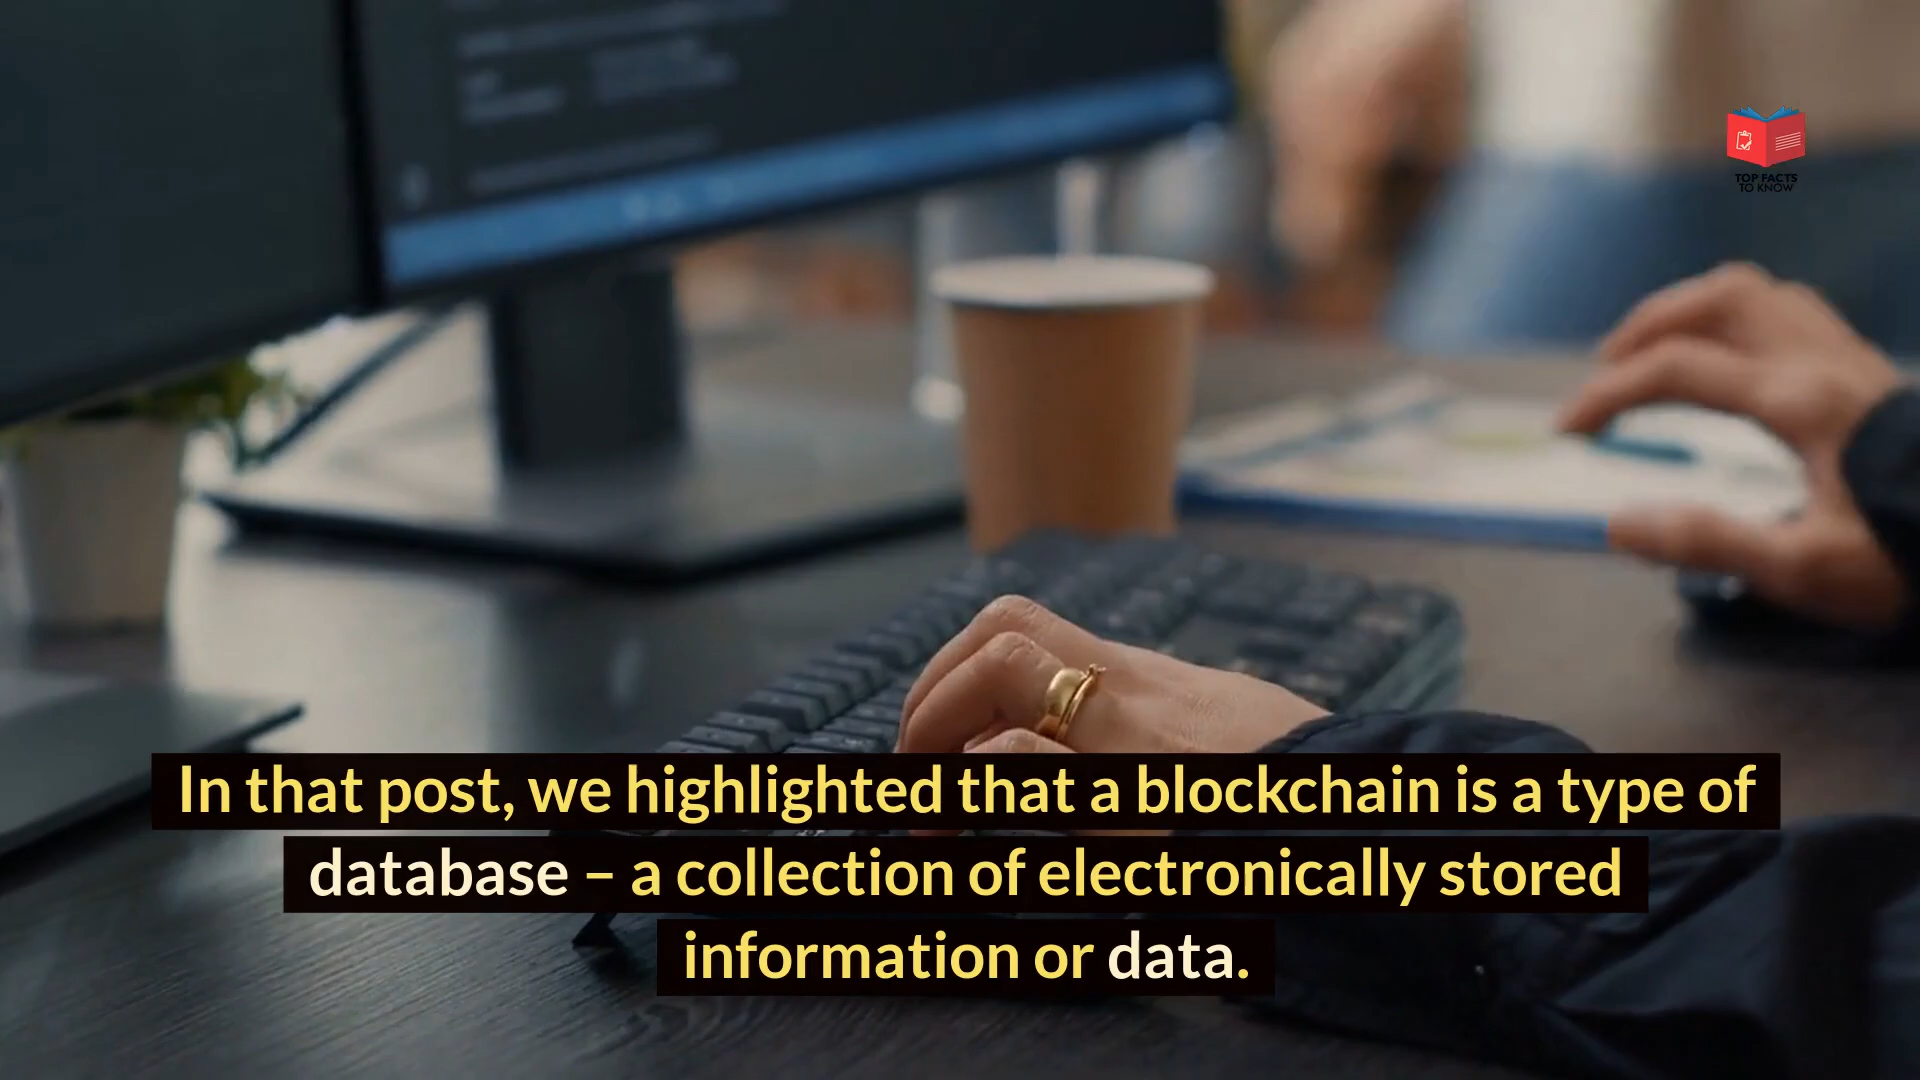 TOP FACTS
TO KNOW
In that post, we highlighted that a blockchain is a type of
database – a collection of electronically stored
information or data.